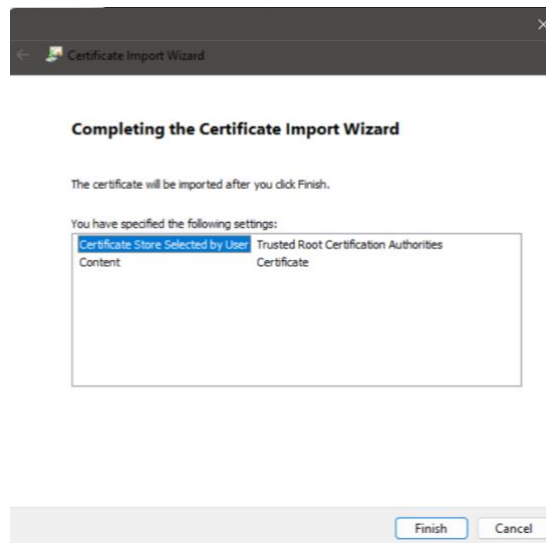 Certificate Import Wizard
Completing the Certificate Import Wizard
The certificate will be imported after you click Finish.
You have specified the following settings:
Certificate Store Selected by User Trusted Root Certification Authorities
Content Certificate
Finish Cancel